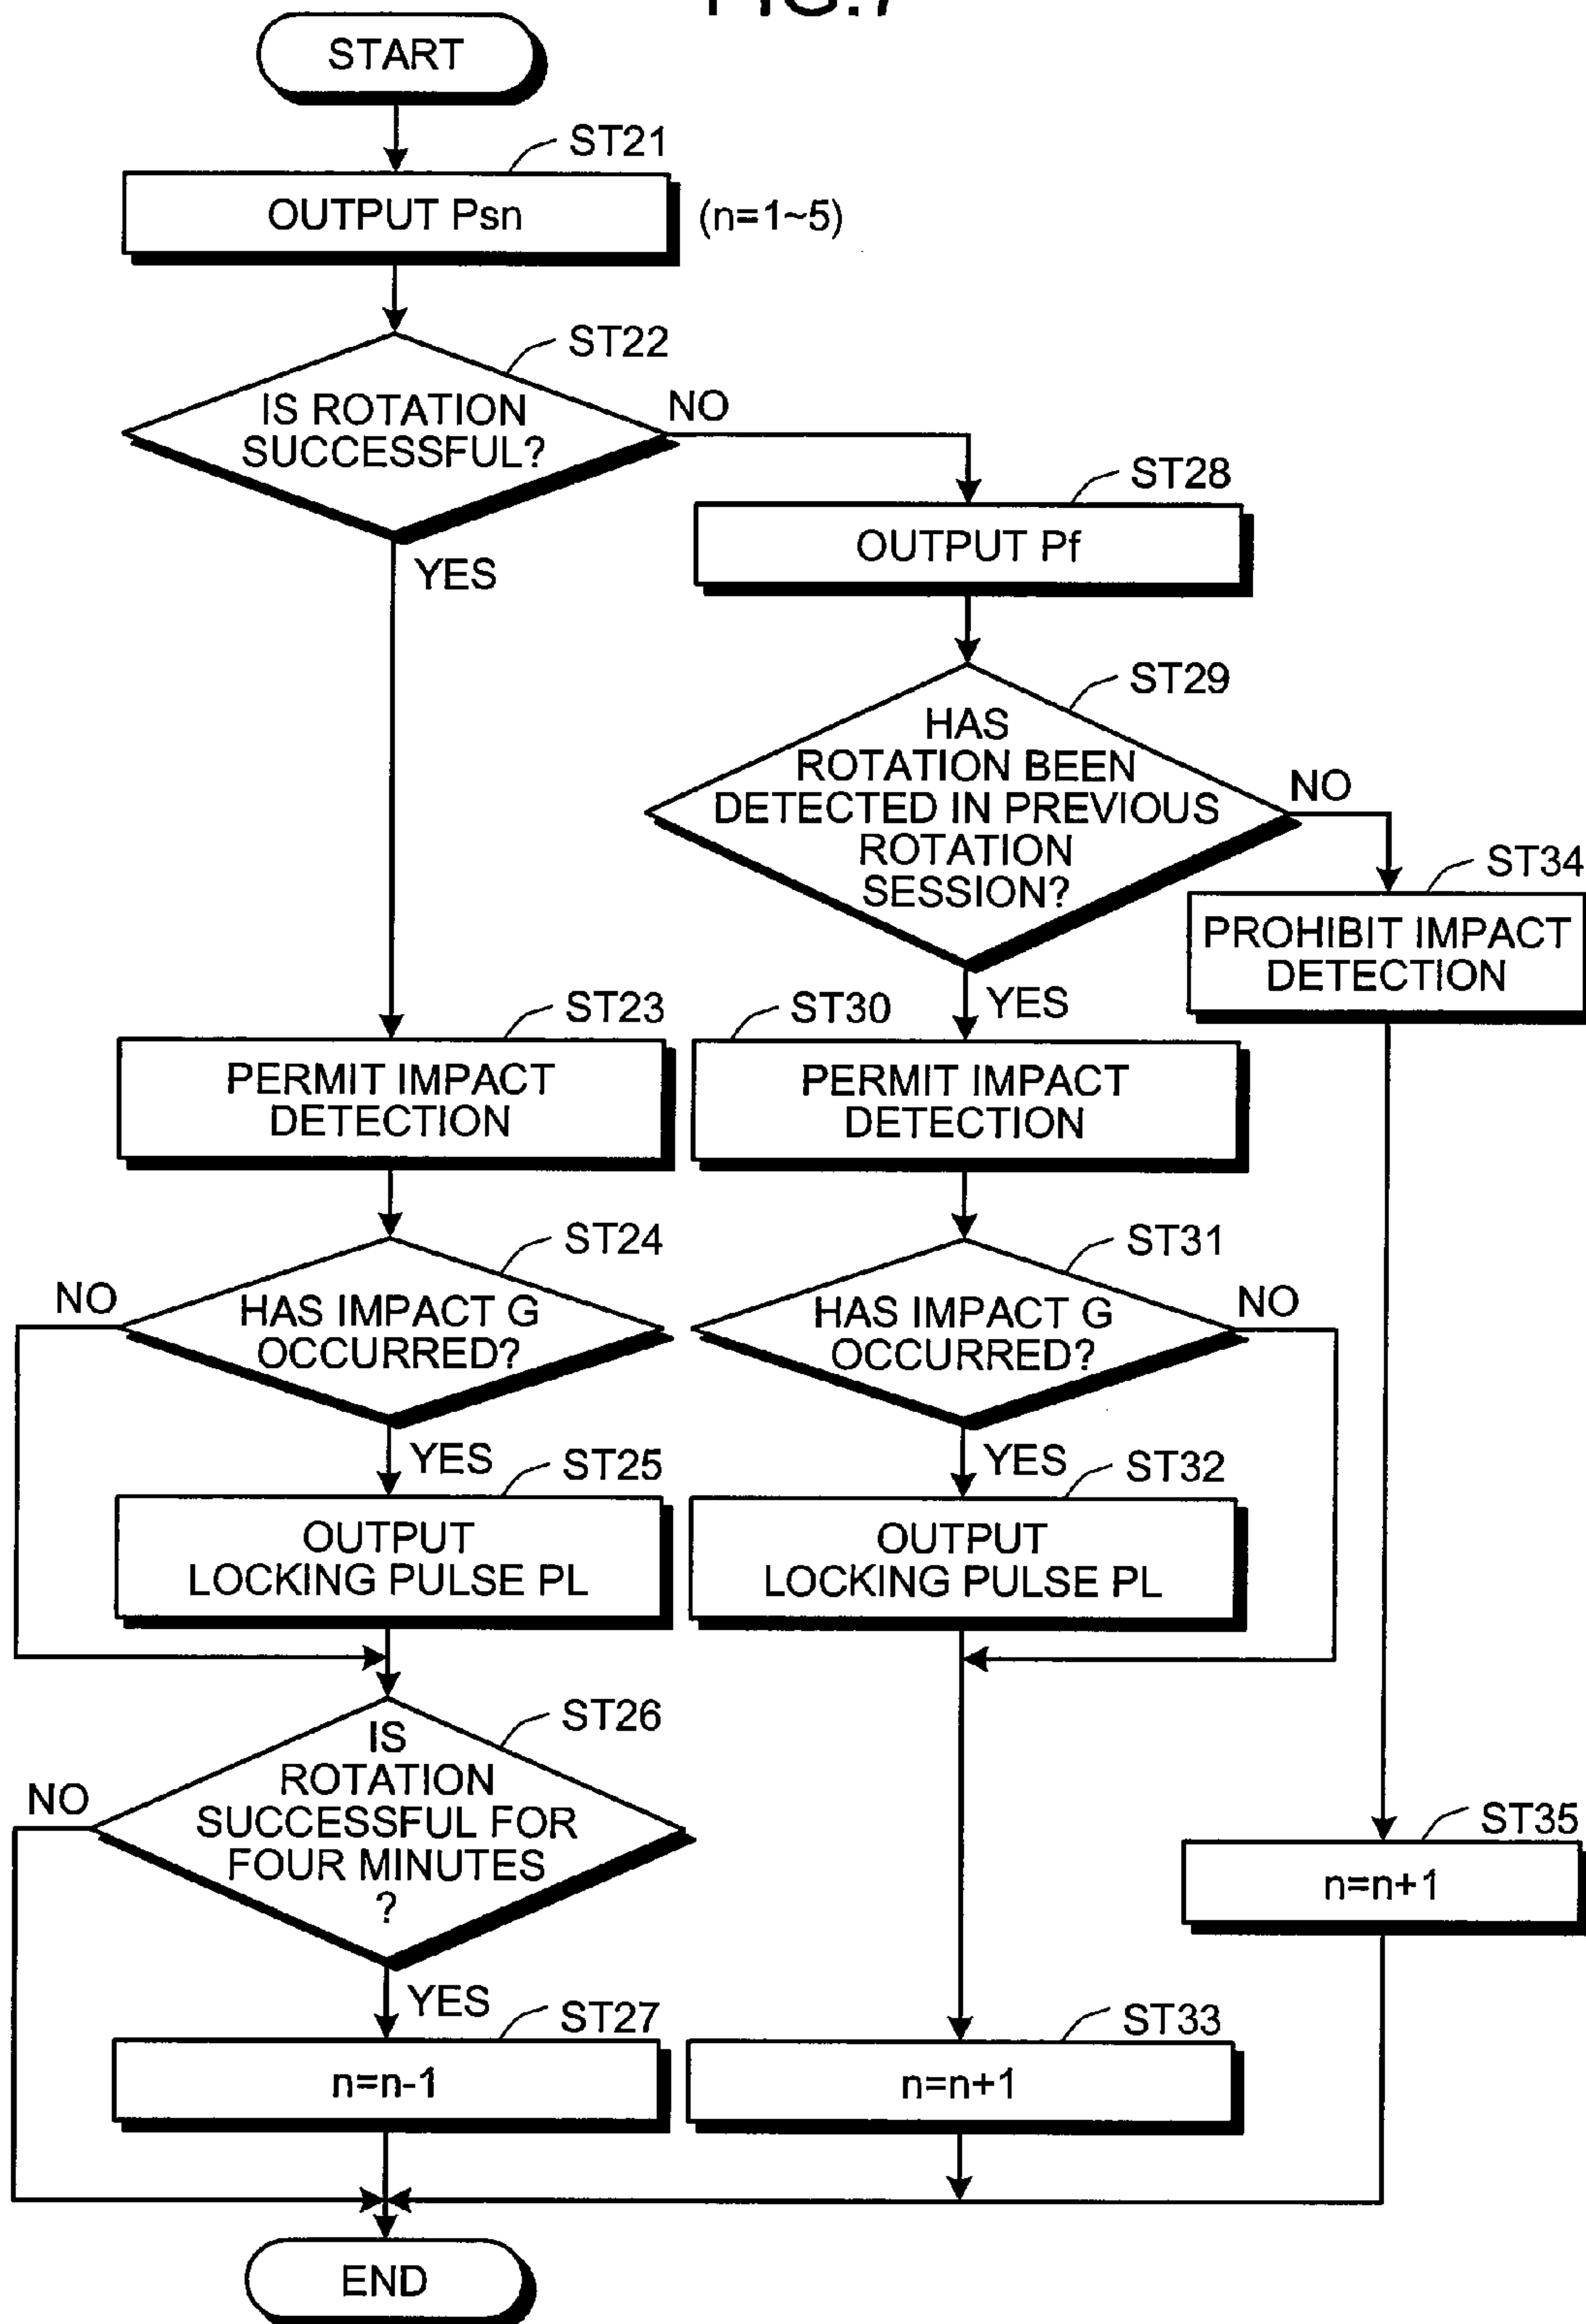 FIG.7
START
ST21
OUTPUT Psn
(n=1~5)
ST22
IS ROTATION
SUCCESSFUL?
NO
YES
ST28
OUTPUT Pf
ST29
HAS
ROTATION BEEN
DETECTED IN PREVIOUS
ROTATION
SESSION?
NO
YES
ST34
PROHIBIT IMPACT
DETECTION
ST23
PERMIT IMPACT
DETECTION
ST30
PERMIT IMPACT
DETECTION
ST24
HAS IMPACT G
OCCURRED?
NO
YES
ST31
HAS IMPACT G
OCCURRED?
NO
YES
ST25
OUTPUT
LOCKING PULSE PL
ST32
OUTPUT
LOCKING PULSE PL
ST26
IS
ROTATION
SUCCESSFUL FOR
FOUR MINUTES
?
NO
YES
ST35
n=n+1
ST27
n=n-1
ST33
n=n+1
END